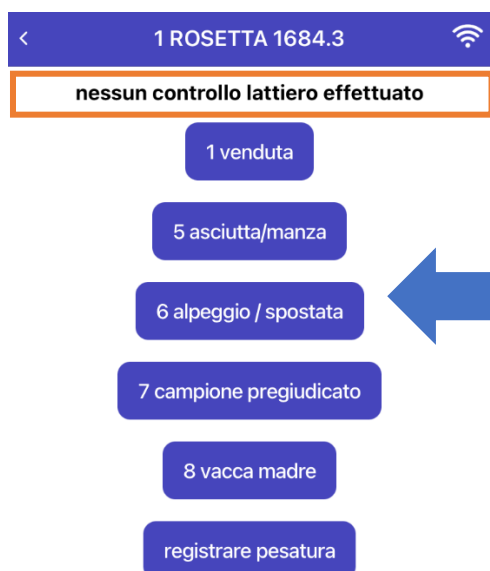 1 ROSETTA 1684.3
nessun controllo lattiero effettuato
1 venduta
5 asciutta/manza
6 alpeggio / spostata
7 campione pregiudicato
8 vacca madre
registrare pesatura